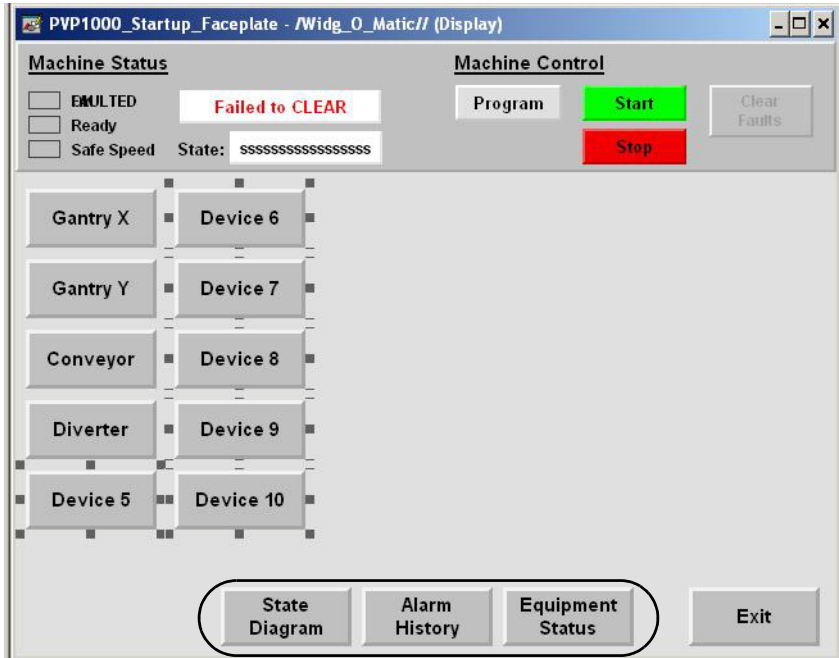 PVP1000_Startup_Faceplate - /Widg_O_Matic// (Display)
Machine Status
Machine Control
FAULTED
Ready
Safe Speed
Failed to CLEAR
State: sssssssssssssssss
Program
Start
Stop
Clear
Faults
Gantry X
Device 6
Gantry Y
Device 7
Conveyor
Device 8
Diverter
Device 9
Device 5
Device 10
State
Diagram
Alarm
History
Equipment
Status
Exit